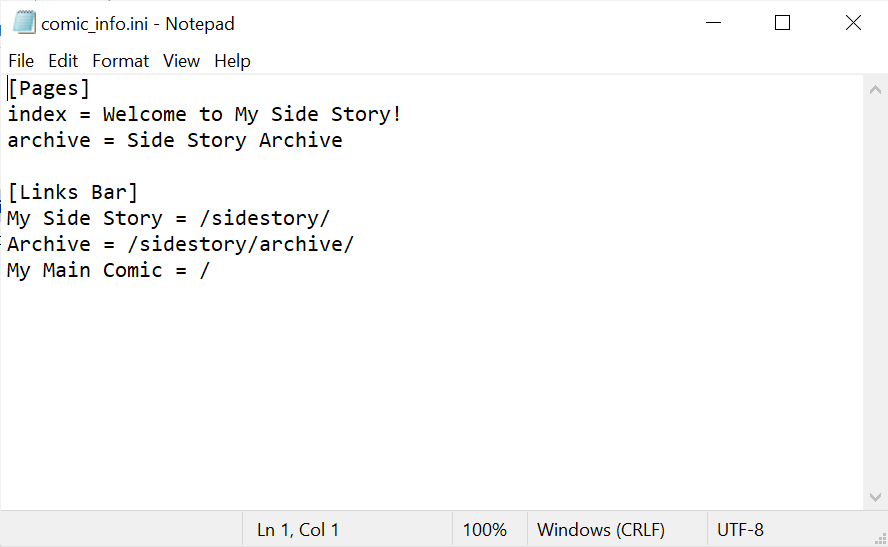 comic_info.ini - Notepad
File Edit Format View Help
[Pages]
index = Welcome to My Side Story!
archive = Side Story Archive

[Links Bar]
My Side Story = /sidestory/
Archive = /sidestory/archive/
My Main Comic = /
Ln 1, Col 1 100% Windows (CRLF) UTF-8